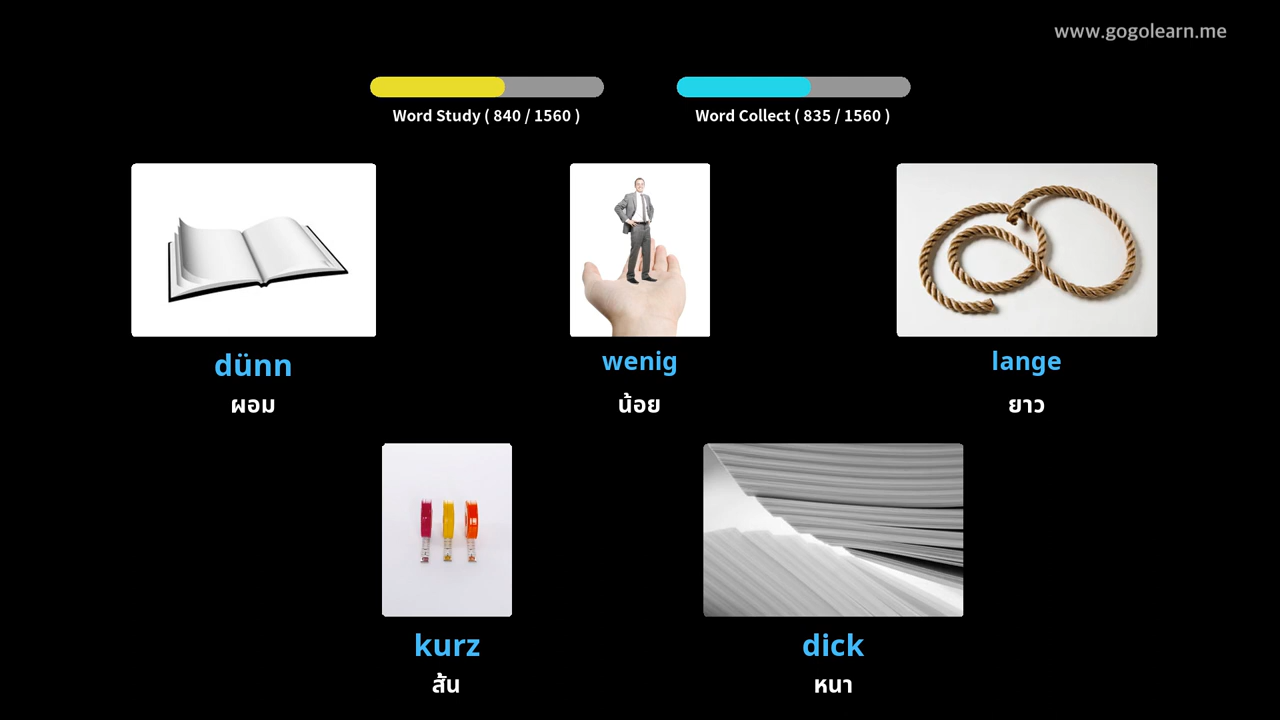 www.gogolearn.me
Word Study ( 840 / 1560 )
Word Collect ( 835 / 1560 )
dünn
ผอม
wenig
น้อย
lange
ยาว
kurz
ส้น
dick
หนา